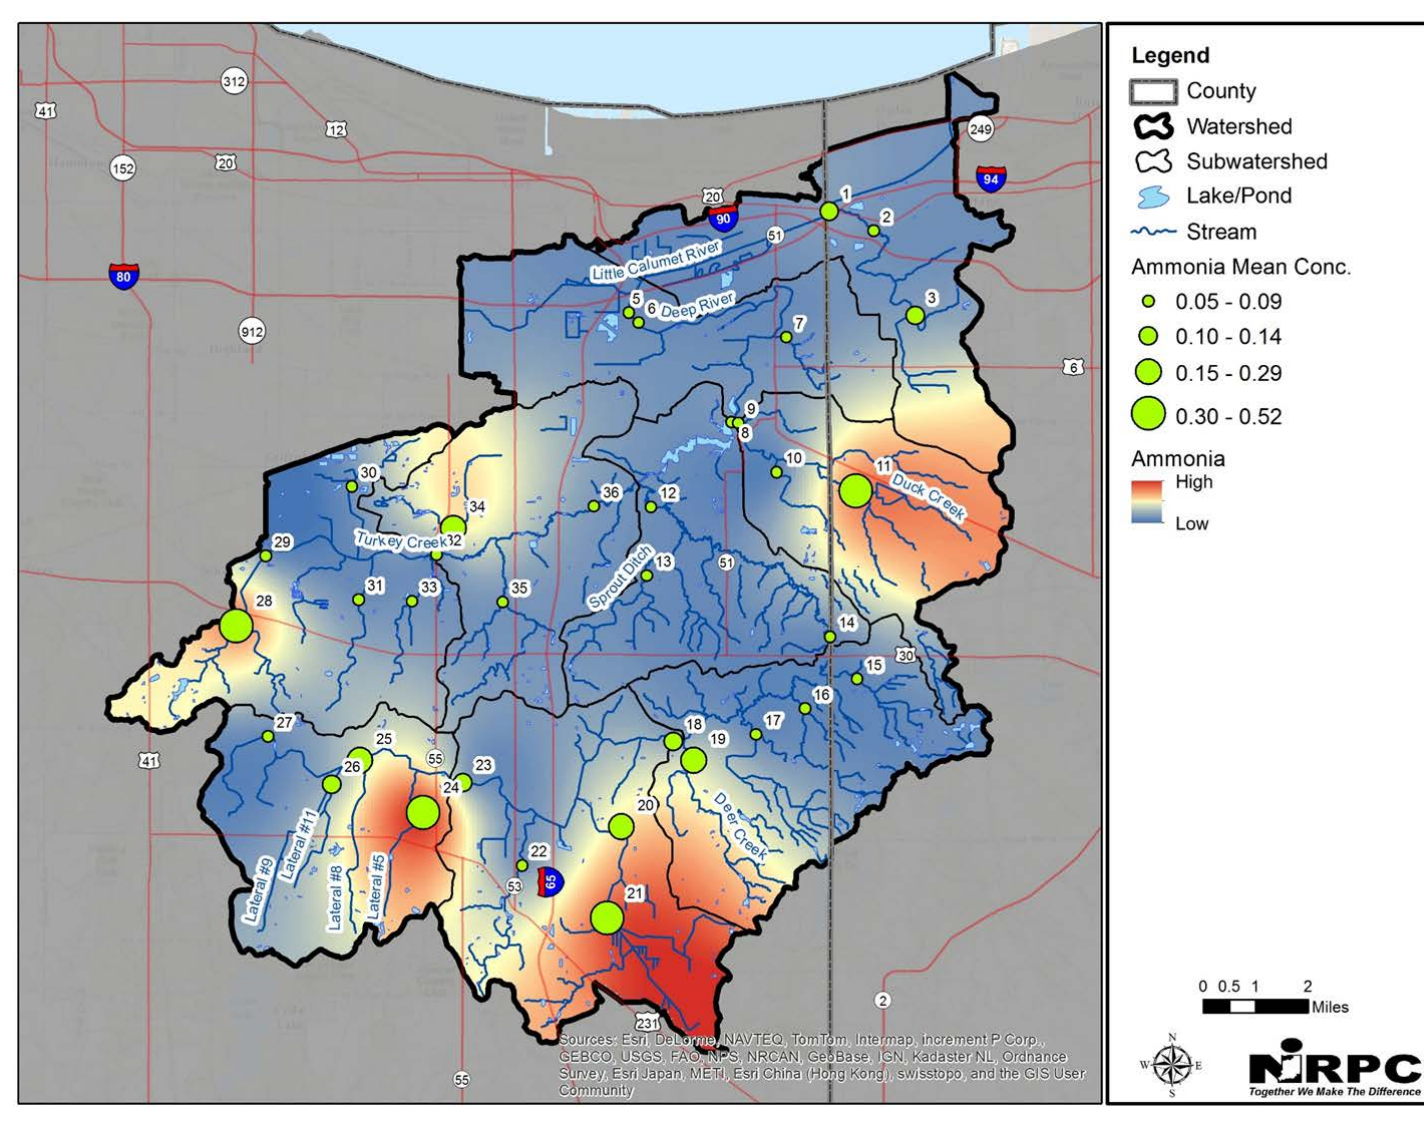 312
41
12
20
152
249
94
20
90
1
2
51
Little Calumet River
80
5
6
Deep River
3
912
7
6
9
8
10
11
Duck Creek
30
34
36
12
Turkey Creek
32
29
Sprout Ditch
13
51
31
33
35
28
14
30
15
16
27
18
17
25
19
55
23
41
26
24
20
Deer Creek
Lateral #11
Lateral #9
Lateral #8
Lateral #5
22
53
65
21
2
231
55
Sources: Esri, DeLorme, NAVTEQ, TomTom, Intermap, increment P Corp.,
GEBCO, USGS, FAO, NPS, NRCAN, GeoBase, IGN, Kadaster NL, Ordnance
Survey, Esri Japan, METI, Esri China (Hong Kong), swisstopo, and the GIS User
Community
Legend
County
Watershed
Subwatershed
Lake/Pond
Stream
Ammonia Mean Conc.
0.05 - 0.09
0.10 - 0.14
0.15 - 0.29
0.30 - 0.52
Ammonia
High
Low
0 0.5 1 2
Miles
N
W E
S
NIRPC
Together We Make The Difference